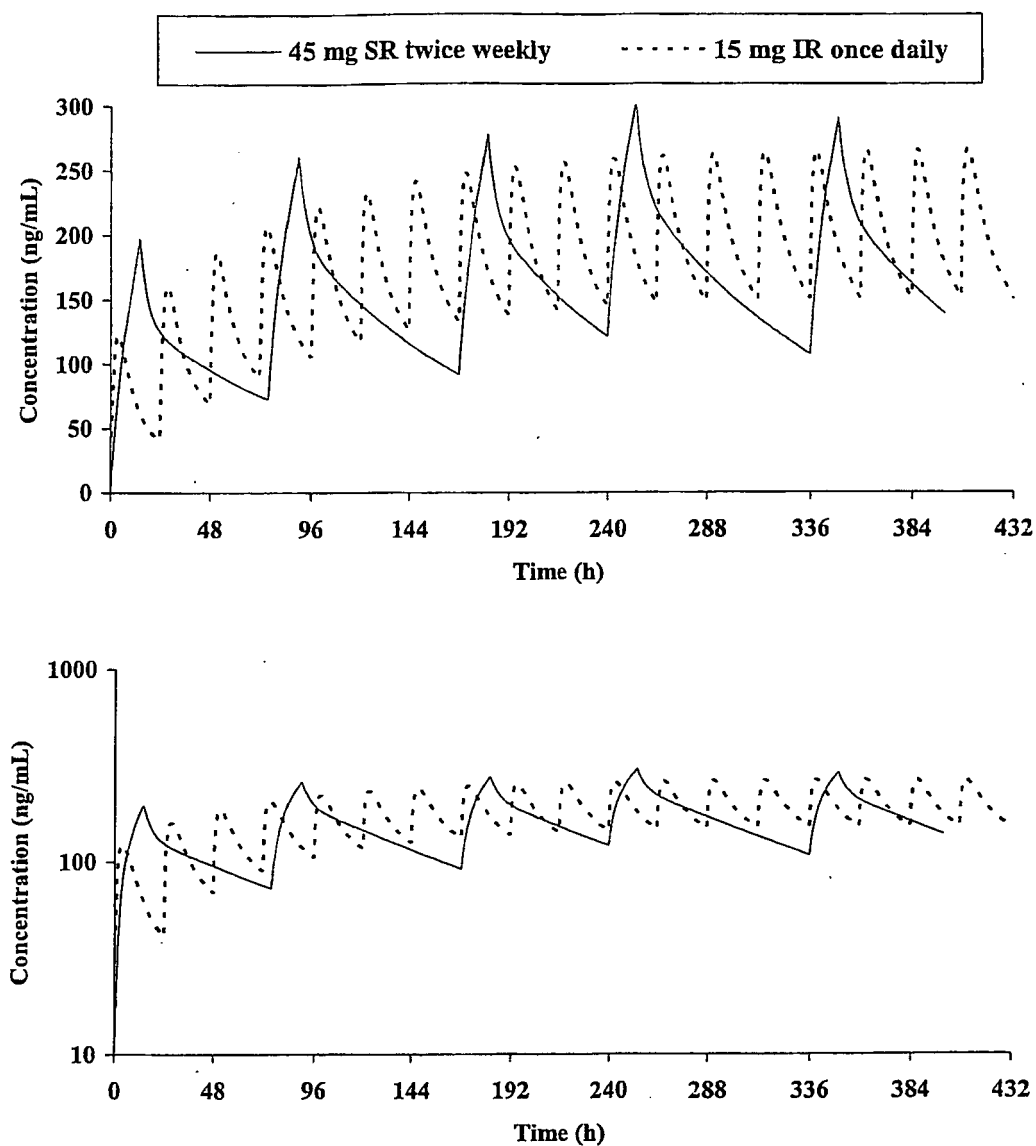 45 mg SR twice weekly 15 mg IR once daily
Concentration (ng/mL)
300
250
200
150
100
50
0
0 48 96 144 192 240 288 336 384 432
Time (h)
Concentration (ng/mL)
1000
100
10
0 48 96 144 192 240 288 336 384 432
Time (h)